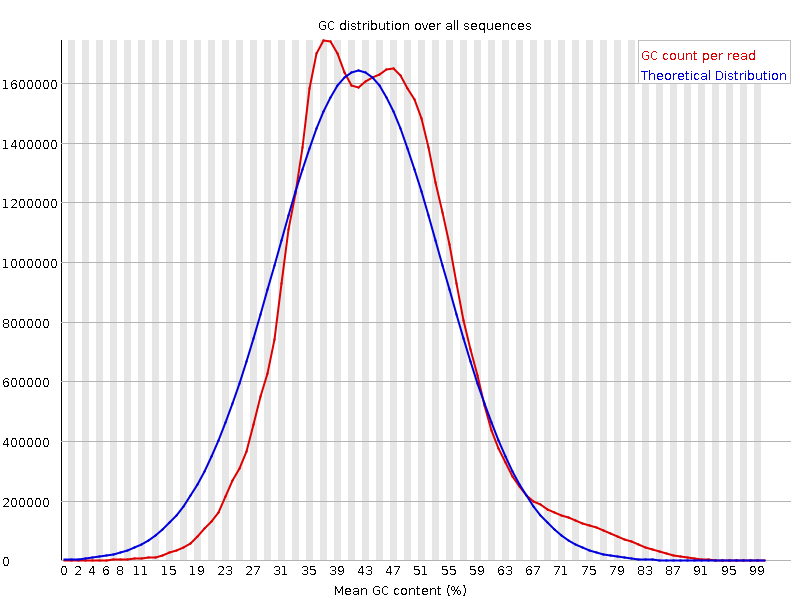 GC distribution over all sequences
GC count per read
Theoretical Distribution
1600000
1400000
1200000
1000000
800000
600000
400000
200000
0
0 2 4 6 8 11 15 19 23 27 31 35 39 43 47 51 55 59 63 67 71 75 79 83 87 91 95 99
Mean GC content (%)